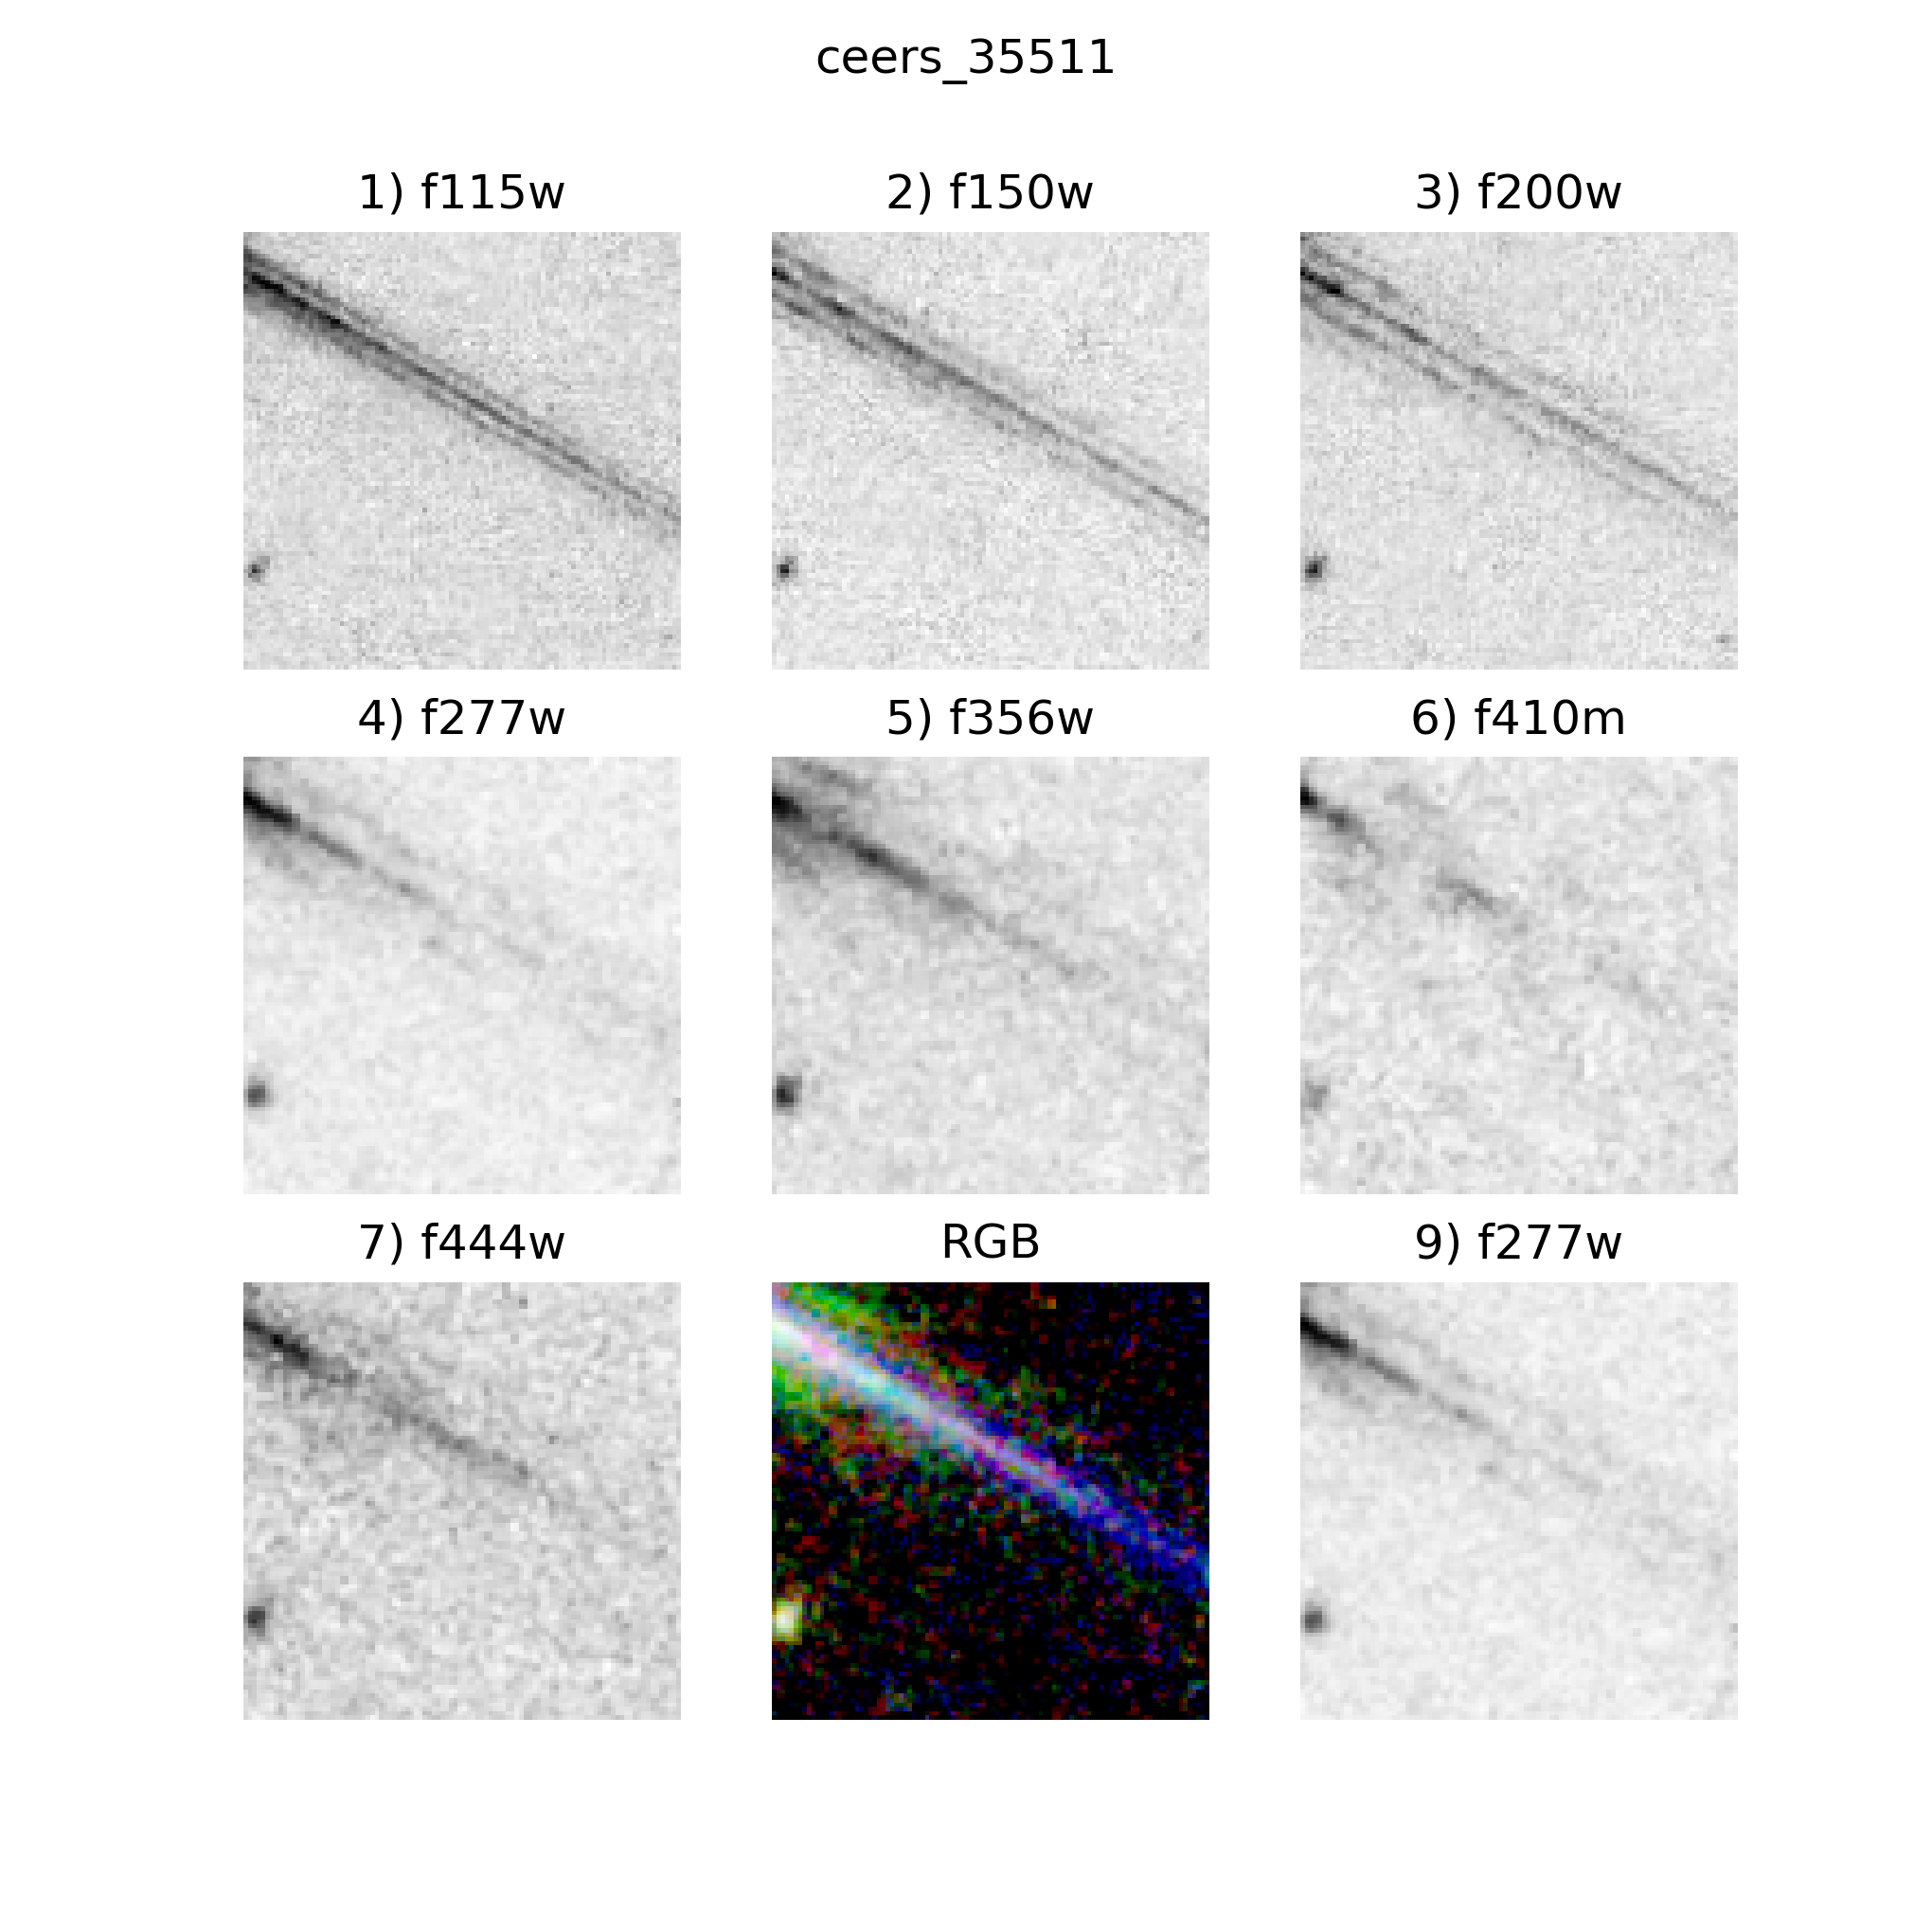 ceers_35511
1) f115w
2) f150w
3) f200w
4) f277w
5) f356w
6) f410m
7) f444w
RGB
9) f277w